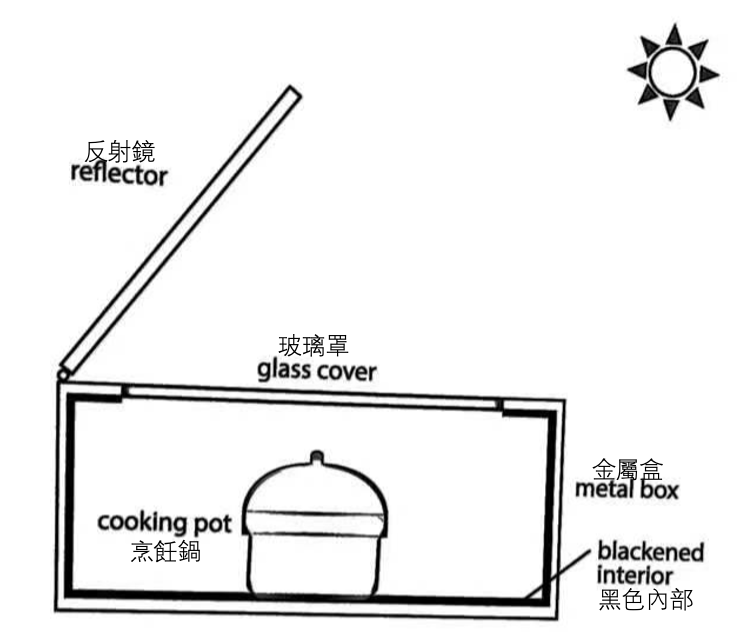 反射鏡
reflector
玻璃罩
glass cover
金屬盒
metal box
cooking pot
烹飪鍋
blackened
interior
黑色內部